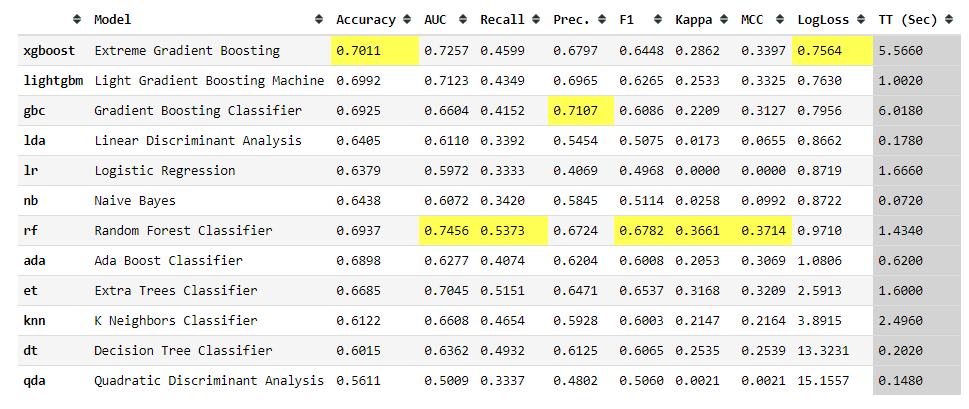 Model Accuracy AUC Recall Prec. F1 Kappa MCC LogLoss TT (Sec)
xgboost Extreme Gradient Boosting 0.7011 0.7257 0.4599 0.6797 0.6448 0.2862 0.3397 0.7564 5.5660
lightgbm Light Gradient Boosting Machine 0.6992 0.7123 0.4349 0.6965 0.6265 0.2533 0.3325 0.7630 1.0020
gbc Gradient Boosting Classifier 0.6925 0.6604 0.4152 0.7107 0.6086 0.2209 0.3127 0.7956 6.0180
lda Linear Discriminant Analysis 0.6405 0.6110 0.3392 0.5454 0.5075 0.0173 0.0655 0.8662 0.1780
lr Logistic Regression 0.6379 0.5972 0.3333 0.4069 0.4968 0.0000 0.0000 0.8719 1.6660
nb Naive Bayes 0.6438 0.6072 0.3420 0.5845 0.5114 0.0258 0.0992 0.8722 0.0720
rf Random Forest Classifier 0.6937 0.7456 0.5373 0.6724 0.6782 0.3661 0.3714 0.9710 1.4340
ada Ada Boost Classifier 0.6898 0.6277 0.4074 0.6204 0.6008 0.2053 0.3069 1.0806 0.6200
et Extra Trees Classifier 0.6685 0.7045 0.5151 0.6471 0.6537 0.3168 0.3209 2.5913 1.6000
knn K Neighbors Classifier 0.6122 0.6608 0.4654 0.5928 0.6003 0.2147 0.2164 3.8915 2.4960
dt Decision Tree Classifier 0.6015 0.6362 0.4932 0.6125 0.6065 0.2535 0.2539 13.3231 0.2020
qda Quadratic Discriminant Analysis 0.5611 0.5009 0.3337 0.4802 0.5060 0.0021 0.0021 15.1557 0.1480